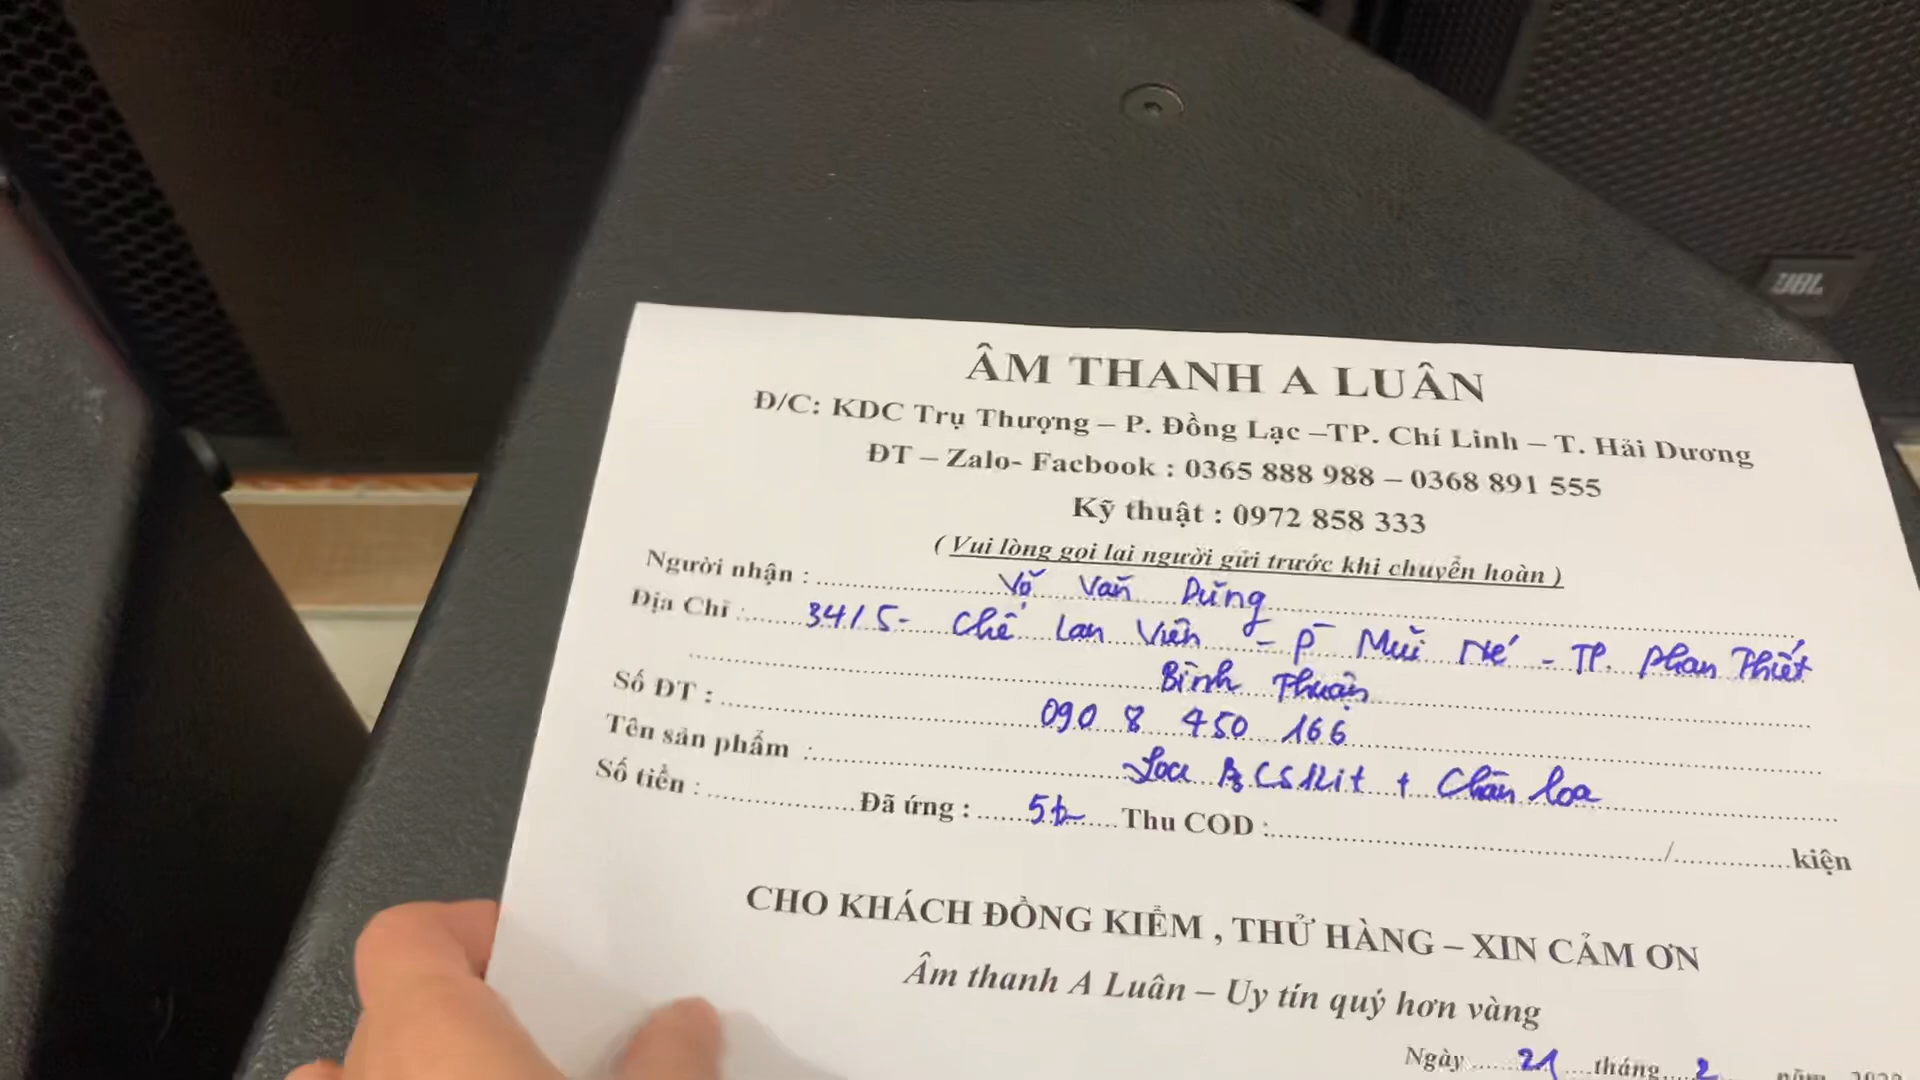 JBL
ÂM THANH A LUÂN
Đ/C: KDC Trụ Thượng – P. Đồng Lạc –TP. Chí Linh – T. Hải Dương
ĐT – Zalo- Facbook : 0365 888 988 – 0368 891 555
Kỹ thuật : 0972 858 333
( Vui lòng gọi lại người gửi trước khi chuyển hoàn )
Người nhận : Võ Văn Dũng
Địa Chỉ : 34/5- Chế Lan Viên - P Mũi Né - TP. Phan Thiết
Bình Thuận
Số ĐT : 090 8 450 166
Tên sản phẩm : Loa + Chân loa
Số tiền : Đã ứng : 5tr Thu COD : / kiện
CHO KHÁCH ĐỒNG KIỂM , THỬ HÀNG – XIN CẢM ƠN
Âm thanh A Luân – Uy tín quý hơn vàng
Ngày 21 tháng 2 năm